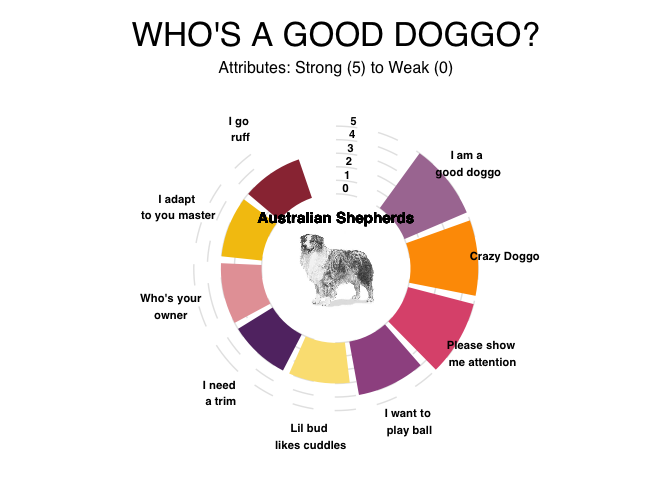 WHO'S A GOOD DOGGO?
Attributes: Strong (5) to Weak (0)
5
4
3
2
1
0
I go
ruff
I am a
good doggo
I adapt
to you master
Australian Shepherds
Crazy Doggo
Who's your
owner
Please show
me attention
I need
a trim
I want to
play ball
Lil bud
likes cuddles